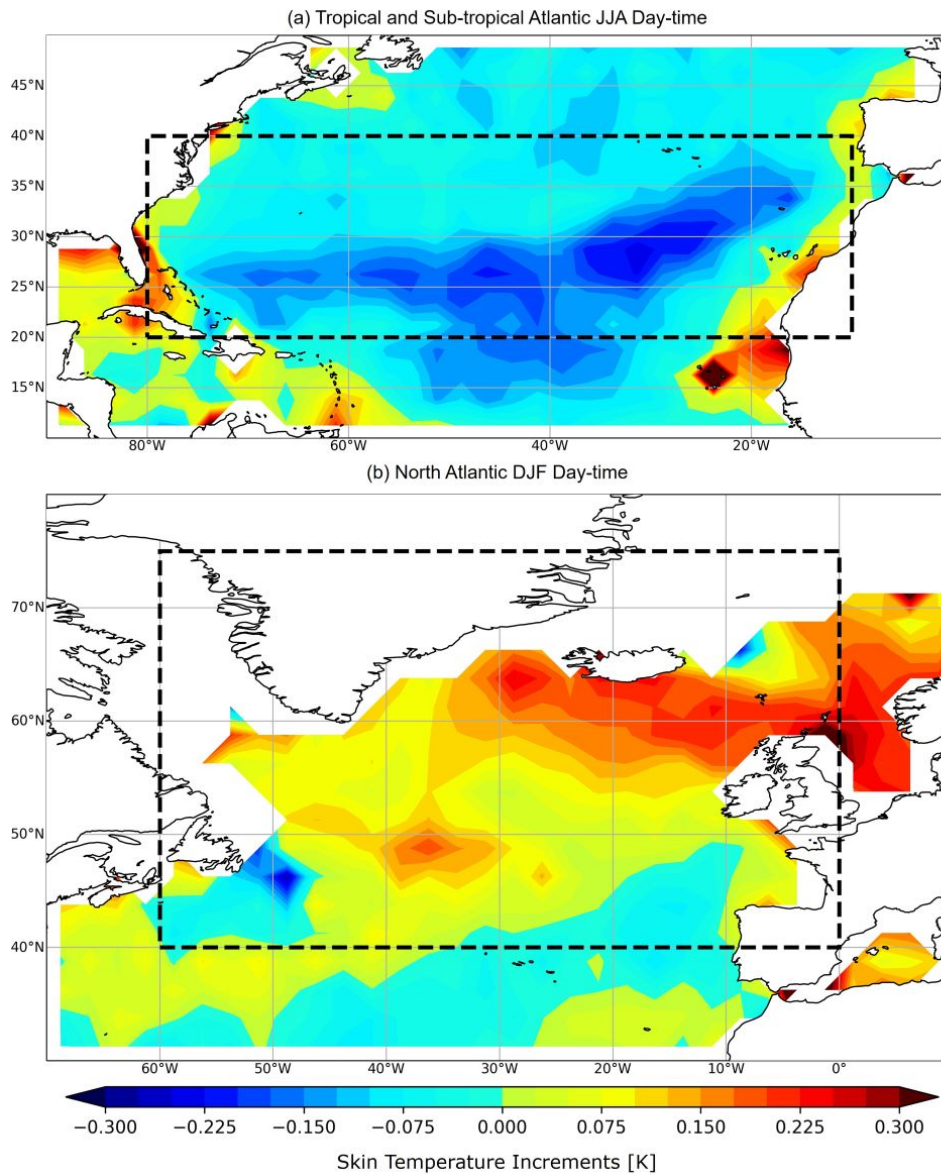 (a) Tropical and Sub-tropical Atlantic JJA Day-time
45°N
40°N
35°N
30°N
25°N
20°N
15°N
80°W 60°W 40°W 20°W
(b) North Atlantic DJF Day-time
70°N
60°N
50°N
40°N
60°W 50°W 40°W 30°W 20°W 10°W 0°
−0.300 −0.225 −0.150 −0.075 0.000 0.075 0.150 0.225 0.300
Skin Temperature Increments [K]